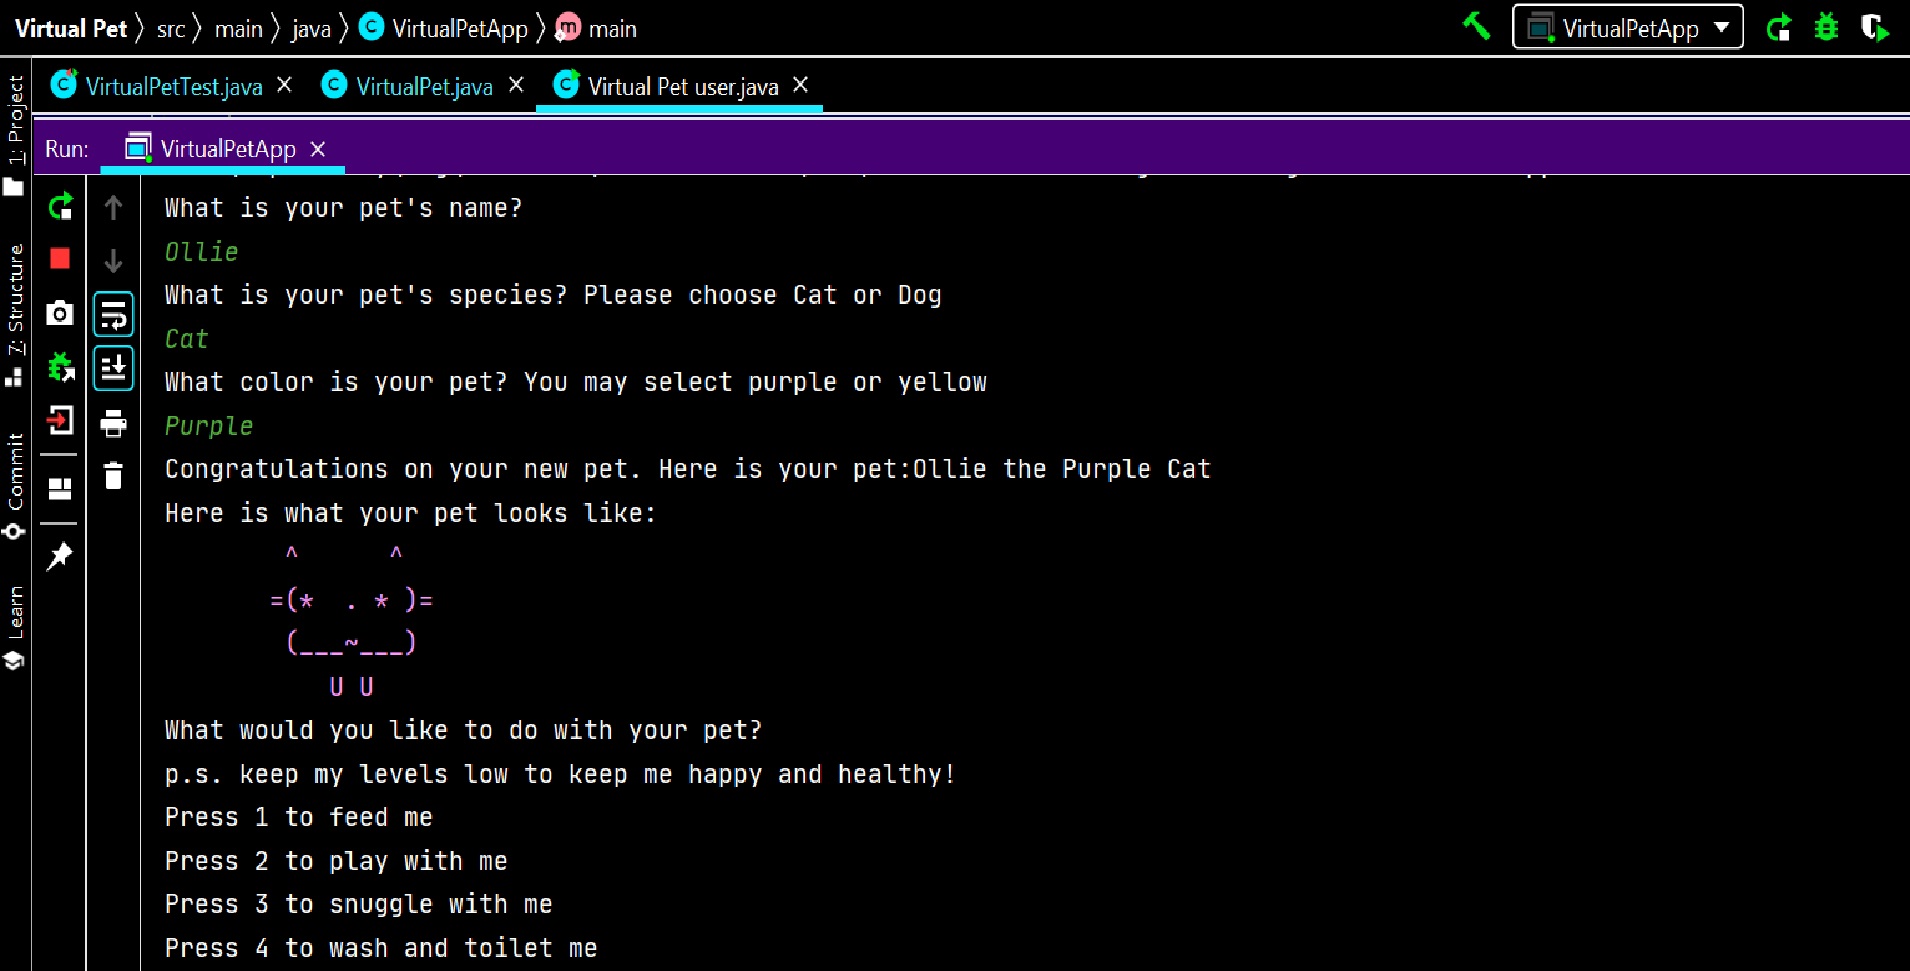 Virtual Pet src main java VirtualPetApp main VirtualPetApp
VirtualPetTest.java VirtualPet.java Virtual Pet user.java
1: Project
7: Structure
Commit
Learn
Run: VirtualPetApp
What is your pet's name?
Ollie
What is your pet's species? Please choose Cat or Dog
Cat
What color is your pet? You may select purple or yellow
Purple
Congratulations on your new pet. Here is your pet:Ollie the Purple Cat
Here is what your pet looks like:
^      ^
=(*  . * )=
(___~___)
U U
What would you like to do with your pet?
p.s. keep my levels low to keep me happy and healthy!
Press 1 to feed me
Press 2 to play with me
Press 3 to snuggle with me
Press 4 to wash and toilet me